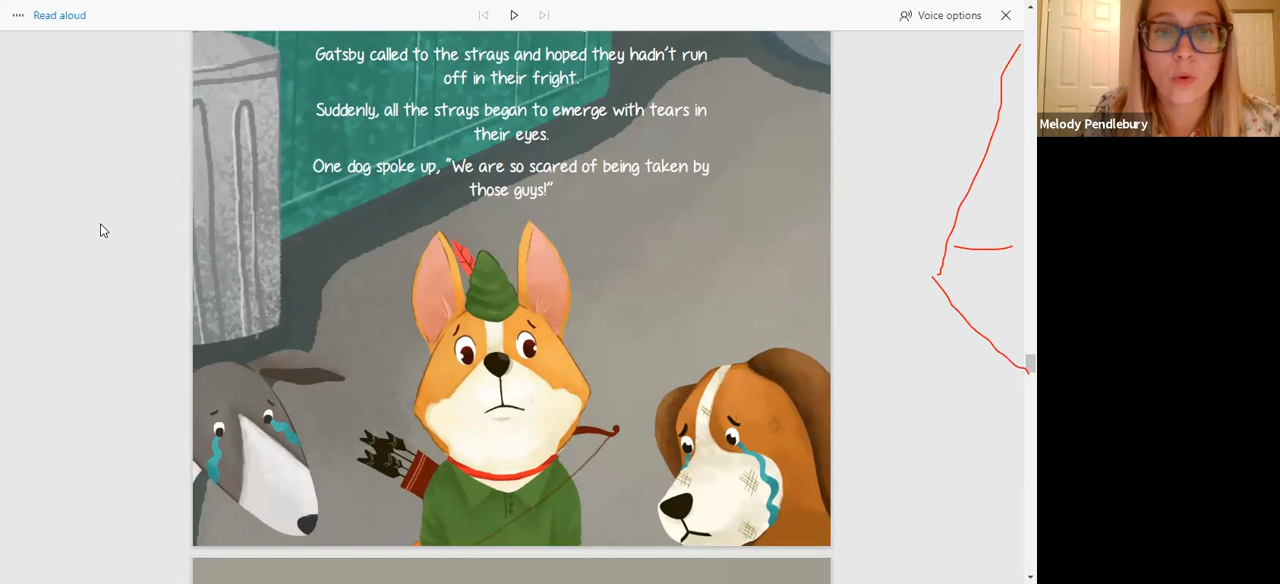 Read aloud
Voice options
Gatsby called to the strays and hoped they hadn't run
off in their fright.
Suddenly, all the strays began to emerge with tears in
their eyes.
One dog spoke up, "We are so scared of being taken by
those guys!"
Melody Pendlebury